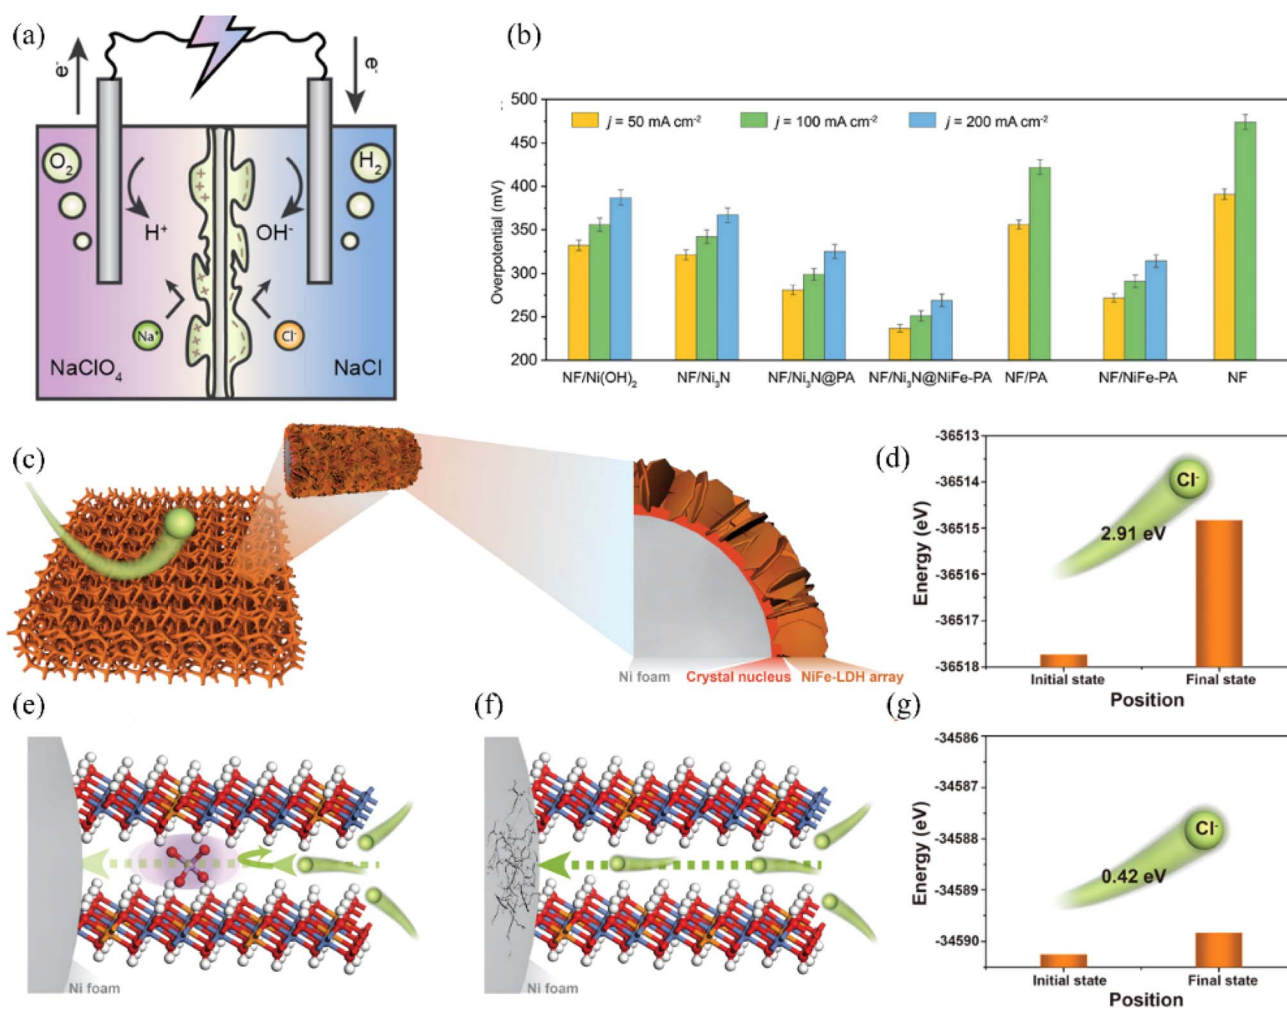 (a)
e⁻
e⁻
O₂
H₂
H⁺
OH⁻
Na⁺
Cl⁻
NaClO₄
NaCl
(b)
500
450
400
350
300
250
200
Overpotential (mV)
j = 50 mA cm⁻²
j = 100 mA cm⁻²
j = 200 mA cm⁻²
NF/Ni(OH)₂
NF/Ni₃N
NF/Ni₃N@PA
NF/Ni₃N@NiFe-PA
NF/PA
NF/NiFe-PA
NF
(c)
Ni foam
Crystal nucleus
NiFe-LDH array
(d)
-36513
-36514
-36515
-36516
-36517
-36518
Energy (eV)
Cl⁻
2.91 eV
Initial state
Final state
Position
(e)
Ni foam
(f)
Ni foam
(g)
-34586
-34587
-34588
-34589
-34590
Energy (eV)
Cl⁻
0.42 eV
Initial state
Final state
Position